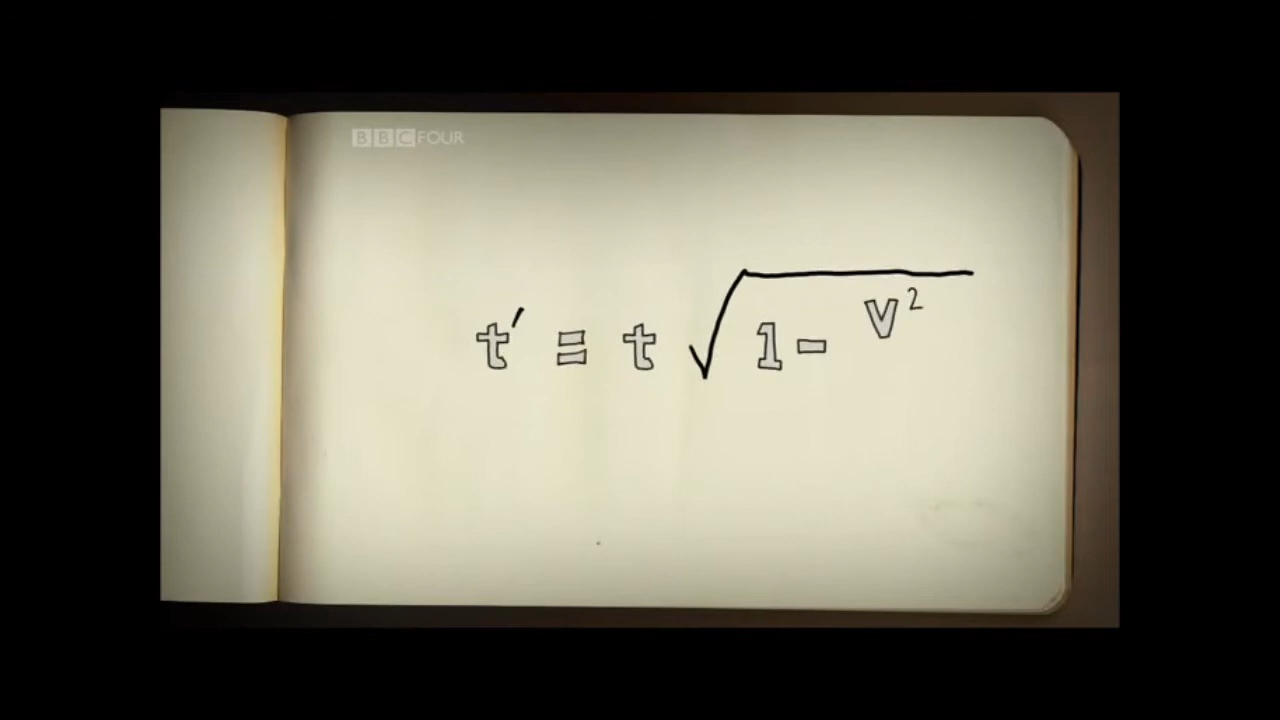 BBC FOUR
t′ = t √ 1 - v²